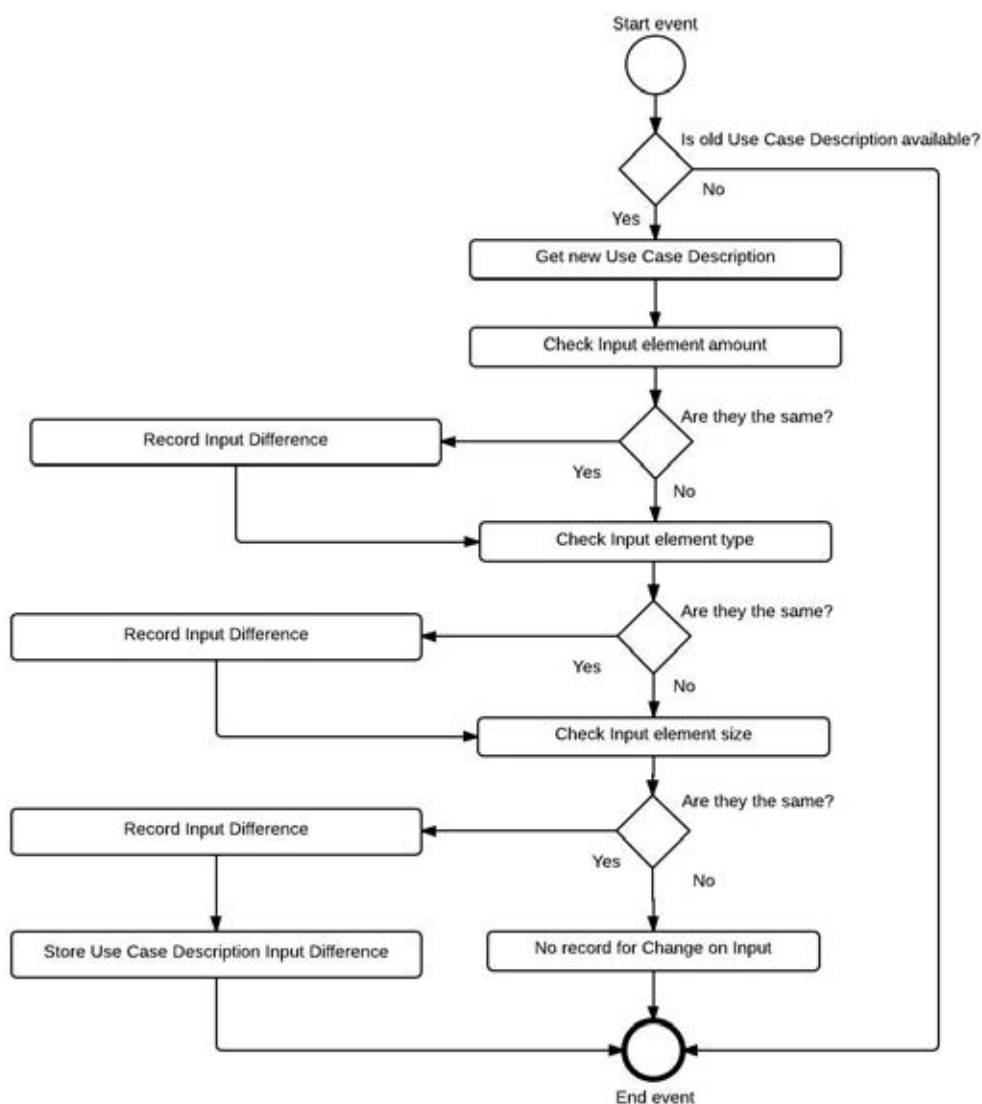 Start event
Is old Use Case Description available?
No
Yes
Get new Use Case Description
Check Input element amount
Are they the same?
Record Input Difference
Yes
No
Check Input element type
Are they the same?
Record Input Difference
Yes
No
Check Input element size
Are they the same?
Record Input Difference
Yes
No
Store Use Case Description Input Difference
No record for Change on Input
End event